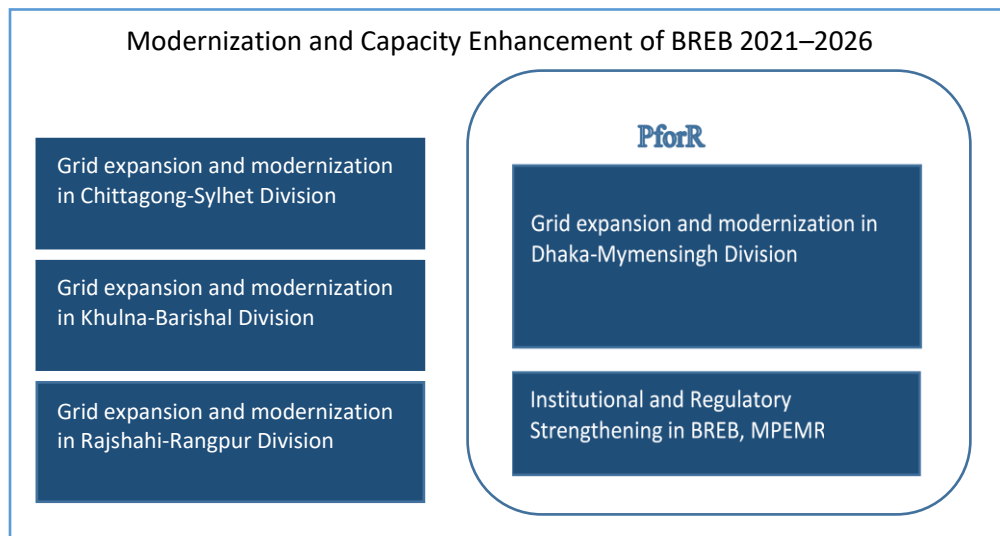 Modernization and Capacity Enhancement of BREB 2021–2026
Grid expansion and modernization
in Chittagong-Sylhet Division
Grid expansion and modernization
in Khulna-Barishal Division
Grid expansion and modernization
in Rajshahi-Rangpur Division
PforR
Grid expansion and modernization in
Dhaka-Mymensingh Division
Institutional and Regulatory
Strengthening in BREB, MPEMR